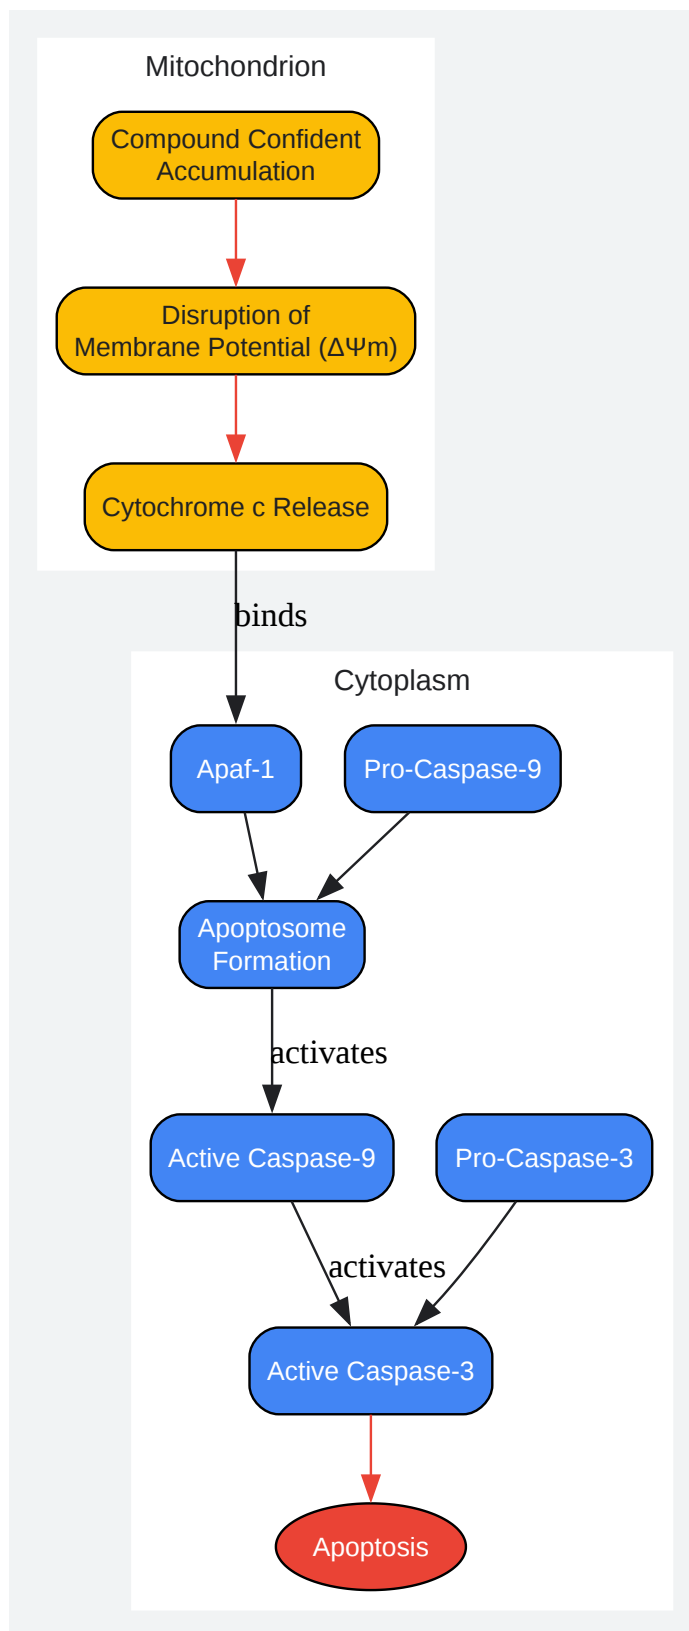 Mitochondrion
Compound Confident
Accumulation
Disruption of
Membrane Potential (ΔΨm)
Cytochrome c Release
binds
Cytoplasm
Apaf-1
Pro-Caspase-9
Apoptosome
Formation
activates
Active Caspase-9
Pro-Caspase-3
activates
Active Caspase-3
Apoptosis